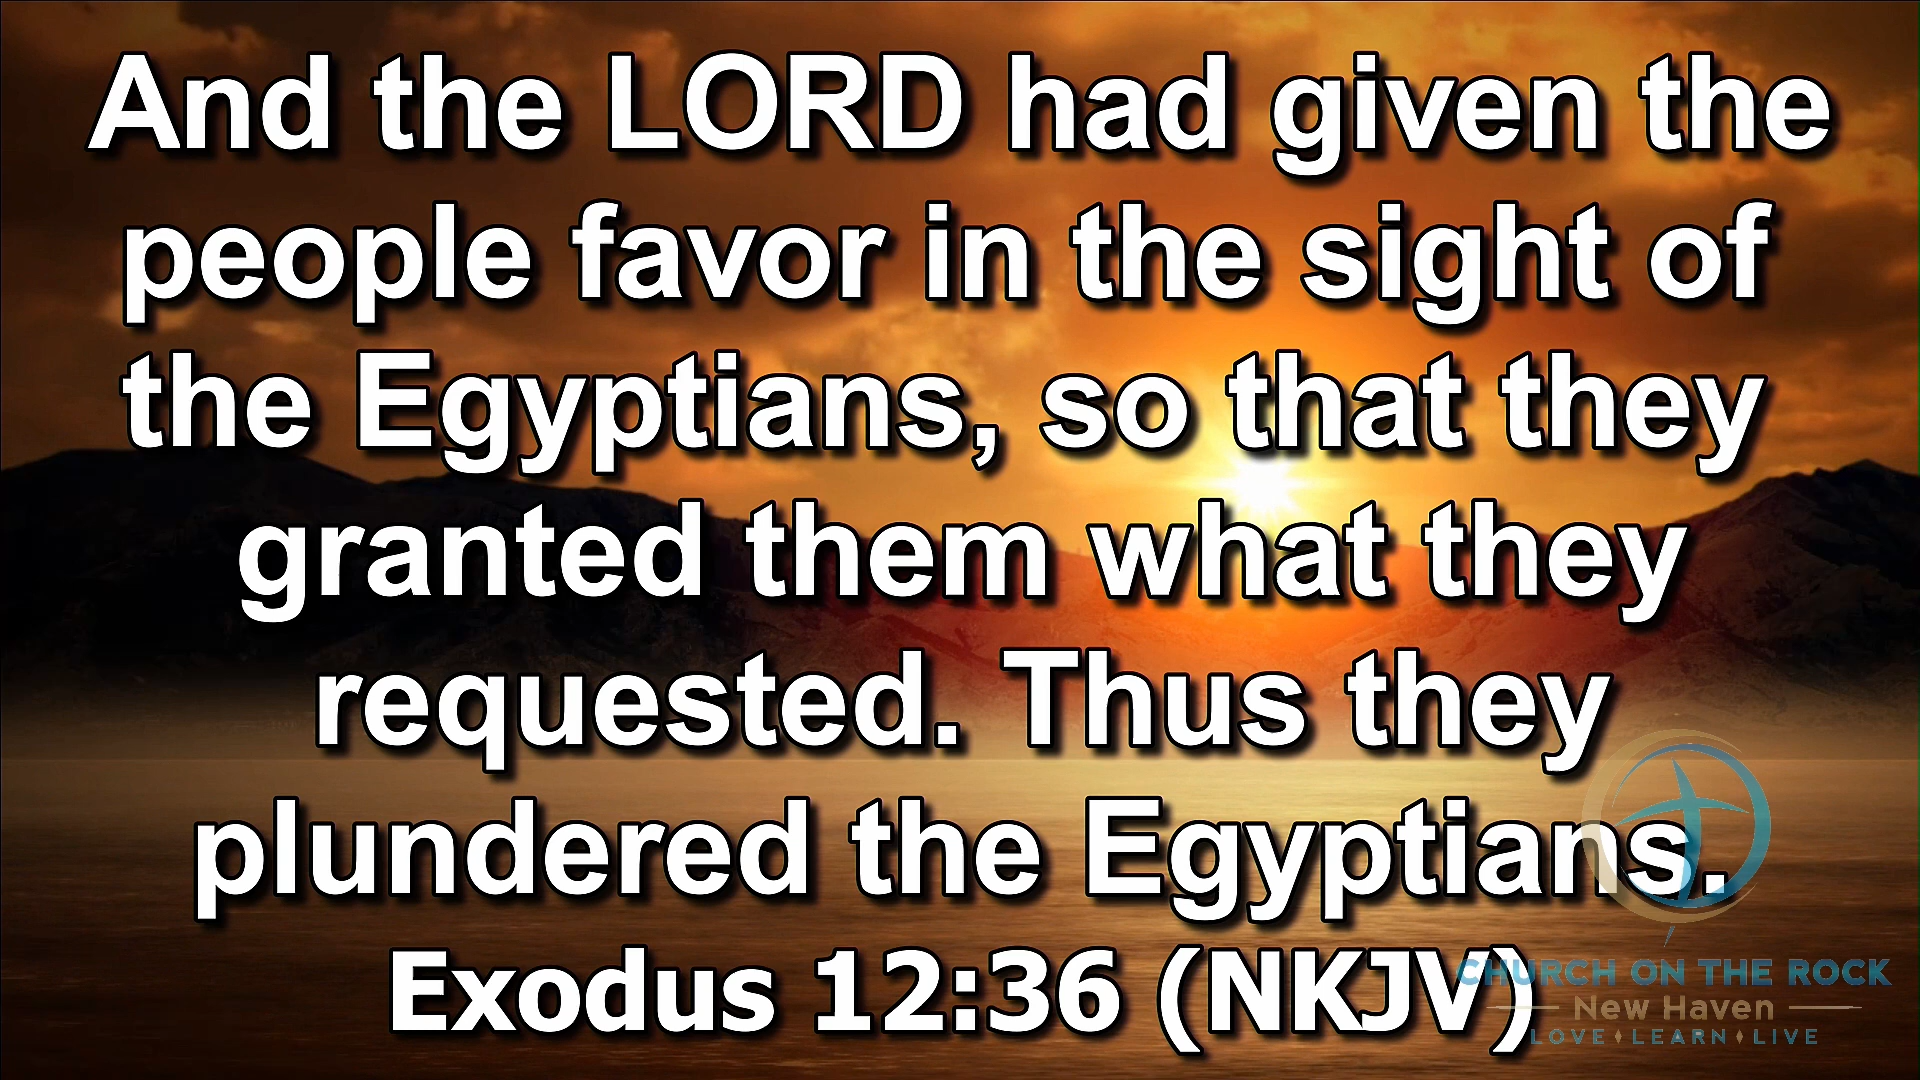 And the LORD had given the
people favor in the sight of
the Egyptians, so that they
granted them what they
requested. Thus they
plundered the Egyptians.
Exodus 12:36 (NKJV)
CHURCH ON THE ROCK
New Haven
LOVE ♦ LEARN ♦ LIVE